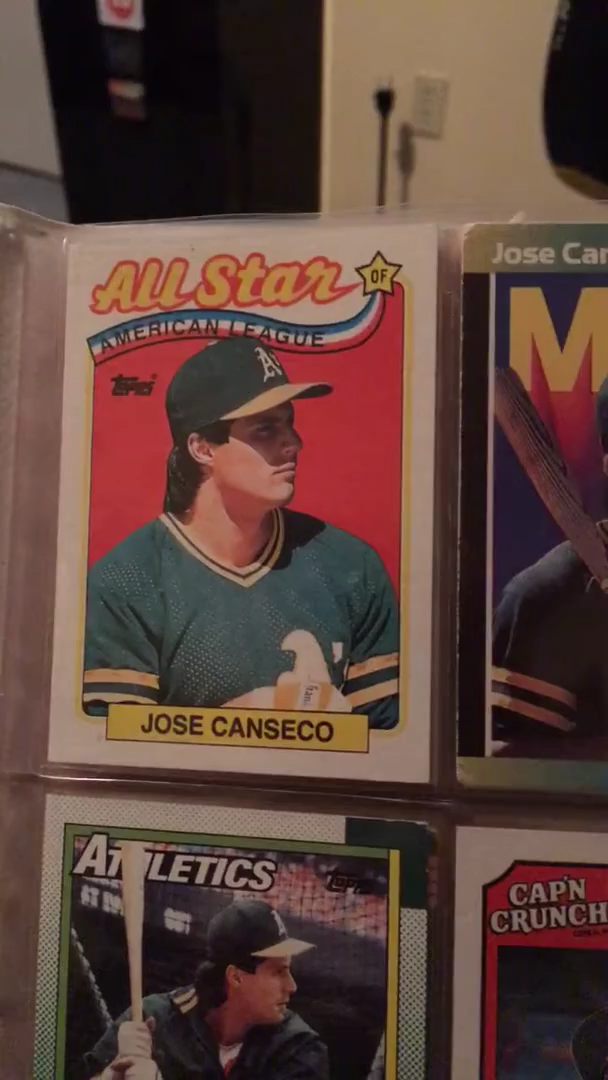 All Star
OF
AMERICAN LEAGUE
A's
Topps
JOSE CANSECO
Jose Can
M
ATHLETICS
Topps
CAP'N
CRUNCH